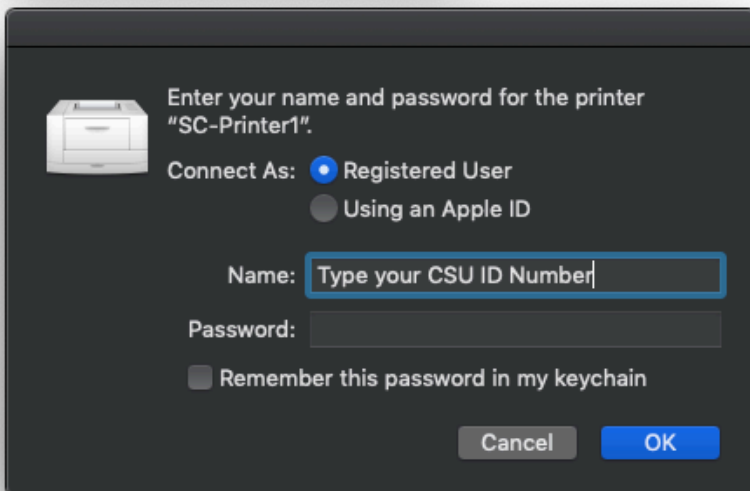 Enter your name and password for the printer
“SC-Printer1”.
Connect As: Registered User
Using an Apple ID
Name: Type your CSU ID Number
Password:
Remember this password in my keychain
Cancel OK